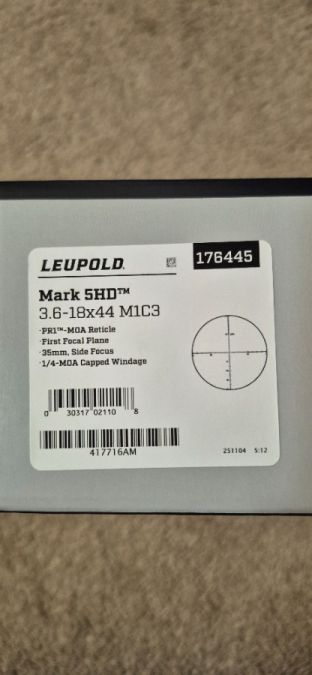 LEUPOLD.
176445
Mark 5HD™
3.6-18x44 M1C3
·PR1™-MOA Reticle
·First Focal Plane
·35mm, Side Focus
·1/4-MOA Capped Windage
0 30317 02110 8
417716AM
251104 5:12